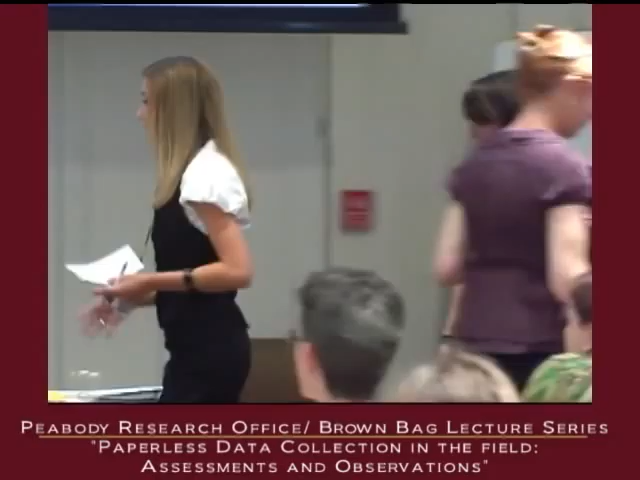 Peabody Research Office/ Brown Bag Lecture Series
"Paperless Data Collection in the field:
Assessments and Observations"